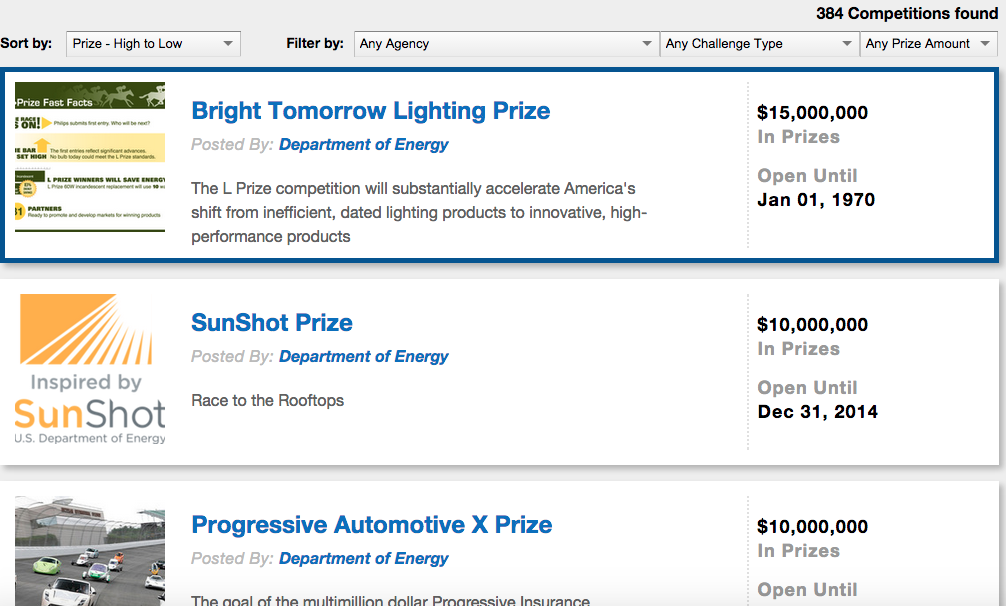 384 Competitions found
Sort by: Prize - High to Low Filter by: Any Agency Any Challenge Type Any Prize Amount
Prize Fast Facts
RACE
S ON! Philips submits first entry. Who will be next?
E BAR The first entries reflect significant advances.
SET HIGH No bulb today could meet the L Prize standards.
L PRIZE WINNERS WILL SAVE ENERGY
L Prize 60W incandescent replacement will use 10 w
31 PARTNERS
Ready to promote and develop markets for winning products
Bright Tomorrow Lighting Prize
Posted By: Department of Energy
The L Prize competition will substantially accelerate America's
shift from inefficient, dated lighting products to innovative, high-
performance products
$15,000,000
In Prizes
Open Until
Jan 01, 1970
Inspired by
SunShot
U.S. Department of Energy
SunShot Prize
Posted By: Department of Energy
Race to the Rooftops
$10,000,000
In Prizes
Open Until
Dec 31, 2014
Progressive Automotive X Prize
Posted By: Department of Energy
The goal of the multimillion dollar Progressive Insurance
$10,000,000
In Prizes
Open Until